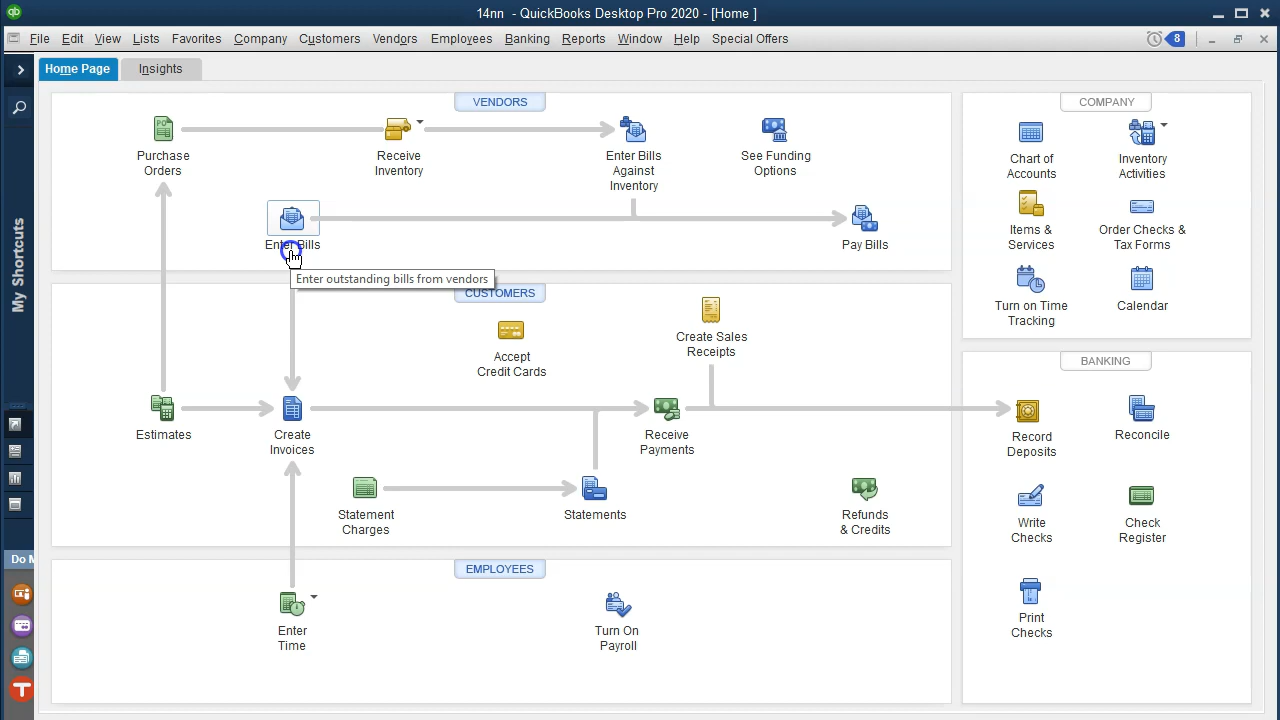 qb
14nn - QuickBooks Desktop Pro 2020 - [Home ]
File Edit View Lists Favorites Company Customers Vendors Employees Banking Reports Window Help Special Offers 8
Home Page Insights
My Shortcuts
Do M
VENDORS
PO
Purchase
Orders
Receive
Inventory
Enter Bills
Against
Inventory
See Funding
Options
Enter Bills
Pay Bills
Enter outstanding bills from vendors
CUSTOMERS
Accept
Credit Cards
Create Sales
Receipts
Estimates
Create
Invoices
Receive
Payments
Statement
Charges
Statements
Refunds
& Credits
EMPLOYEES
Enter
Time
Turn On
Payroll
COMPANY
Chart of
Accounts
Inventory
Activities
Items &
Services
Order Checks &
Tax Forms
Turn on Time
Tracking
Calendar
BANKING
Record
Deposits
Reconcile
Write
Checks
Check
Register
Print
Checks